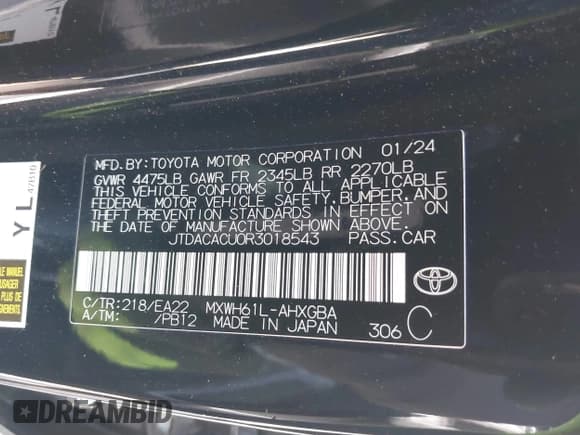 MFD. BY: TOYOTA MOTOR CORPORATION 01/24
GVWR 4475LB GAWR FR 2345LB RR 2270LB
THIS VEHICLE CONFORMS TO ALL APPLICABLE
FEDERAL MOTOR VEHICLE SAFETY, BUMPER, AND
THEFT PREVENTION STANDARDS IN EFFECT ON
THE DATE OF MANUFACTURE SHOWN ABOVE.
JTDACACU0R3018543 PASS. CAR
C/TR: 218/EA22 MXWH61L-AHXGBA
A/TM: /PB12 MADE IN JAPAN 306 C
TOYOTA
YL
DREAMBID